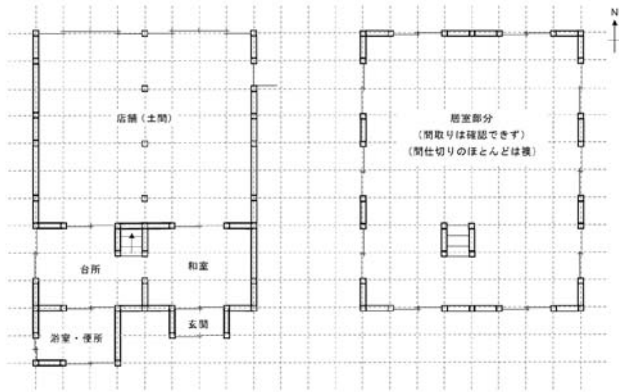 N
店舗（土間）
居室部分
（間取りは確認できず）
（間仕切りのほとんどは襖）
台所
和室
玄関
浴室・便所